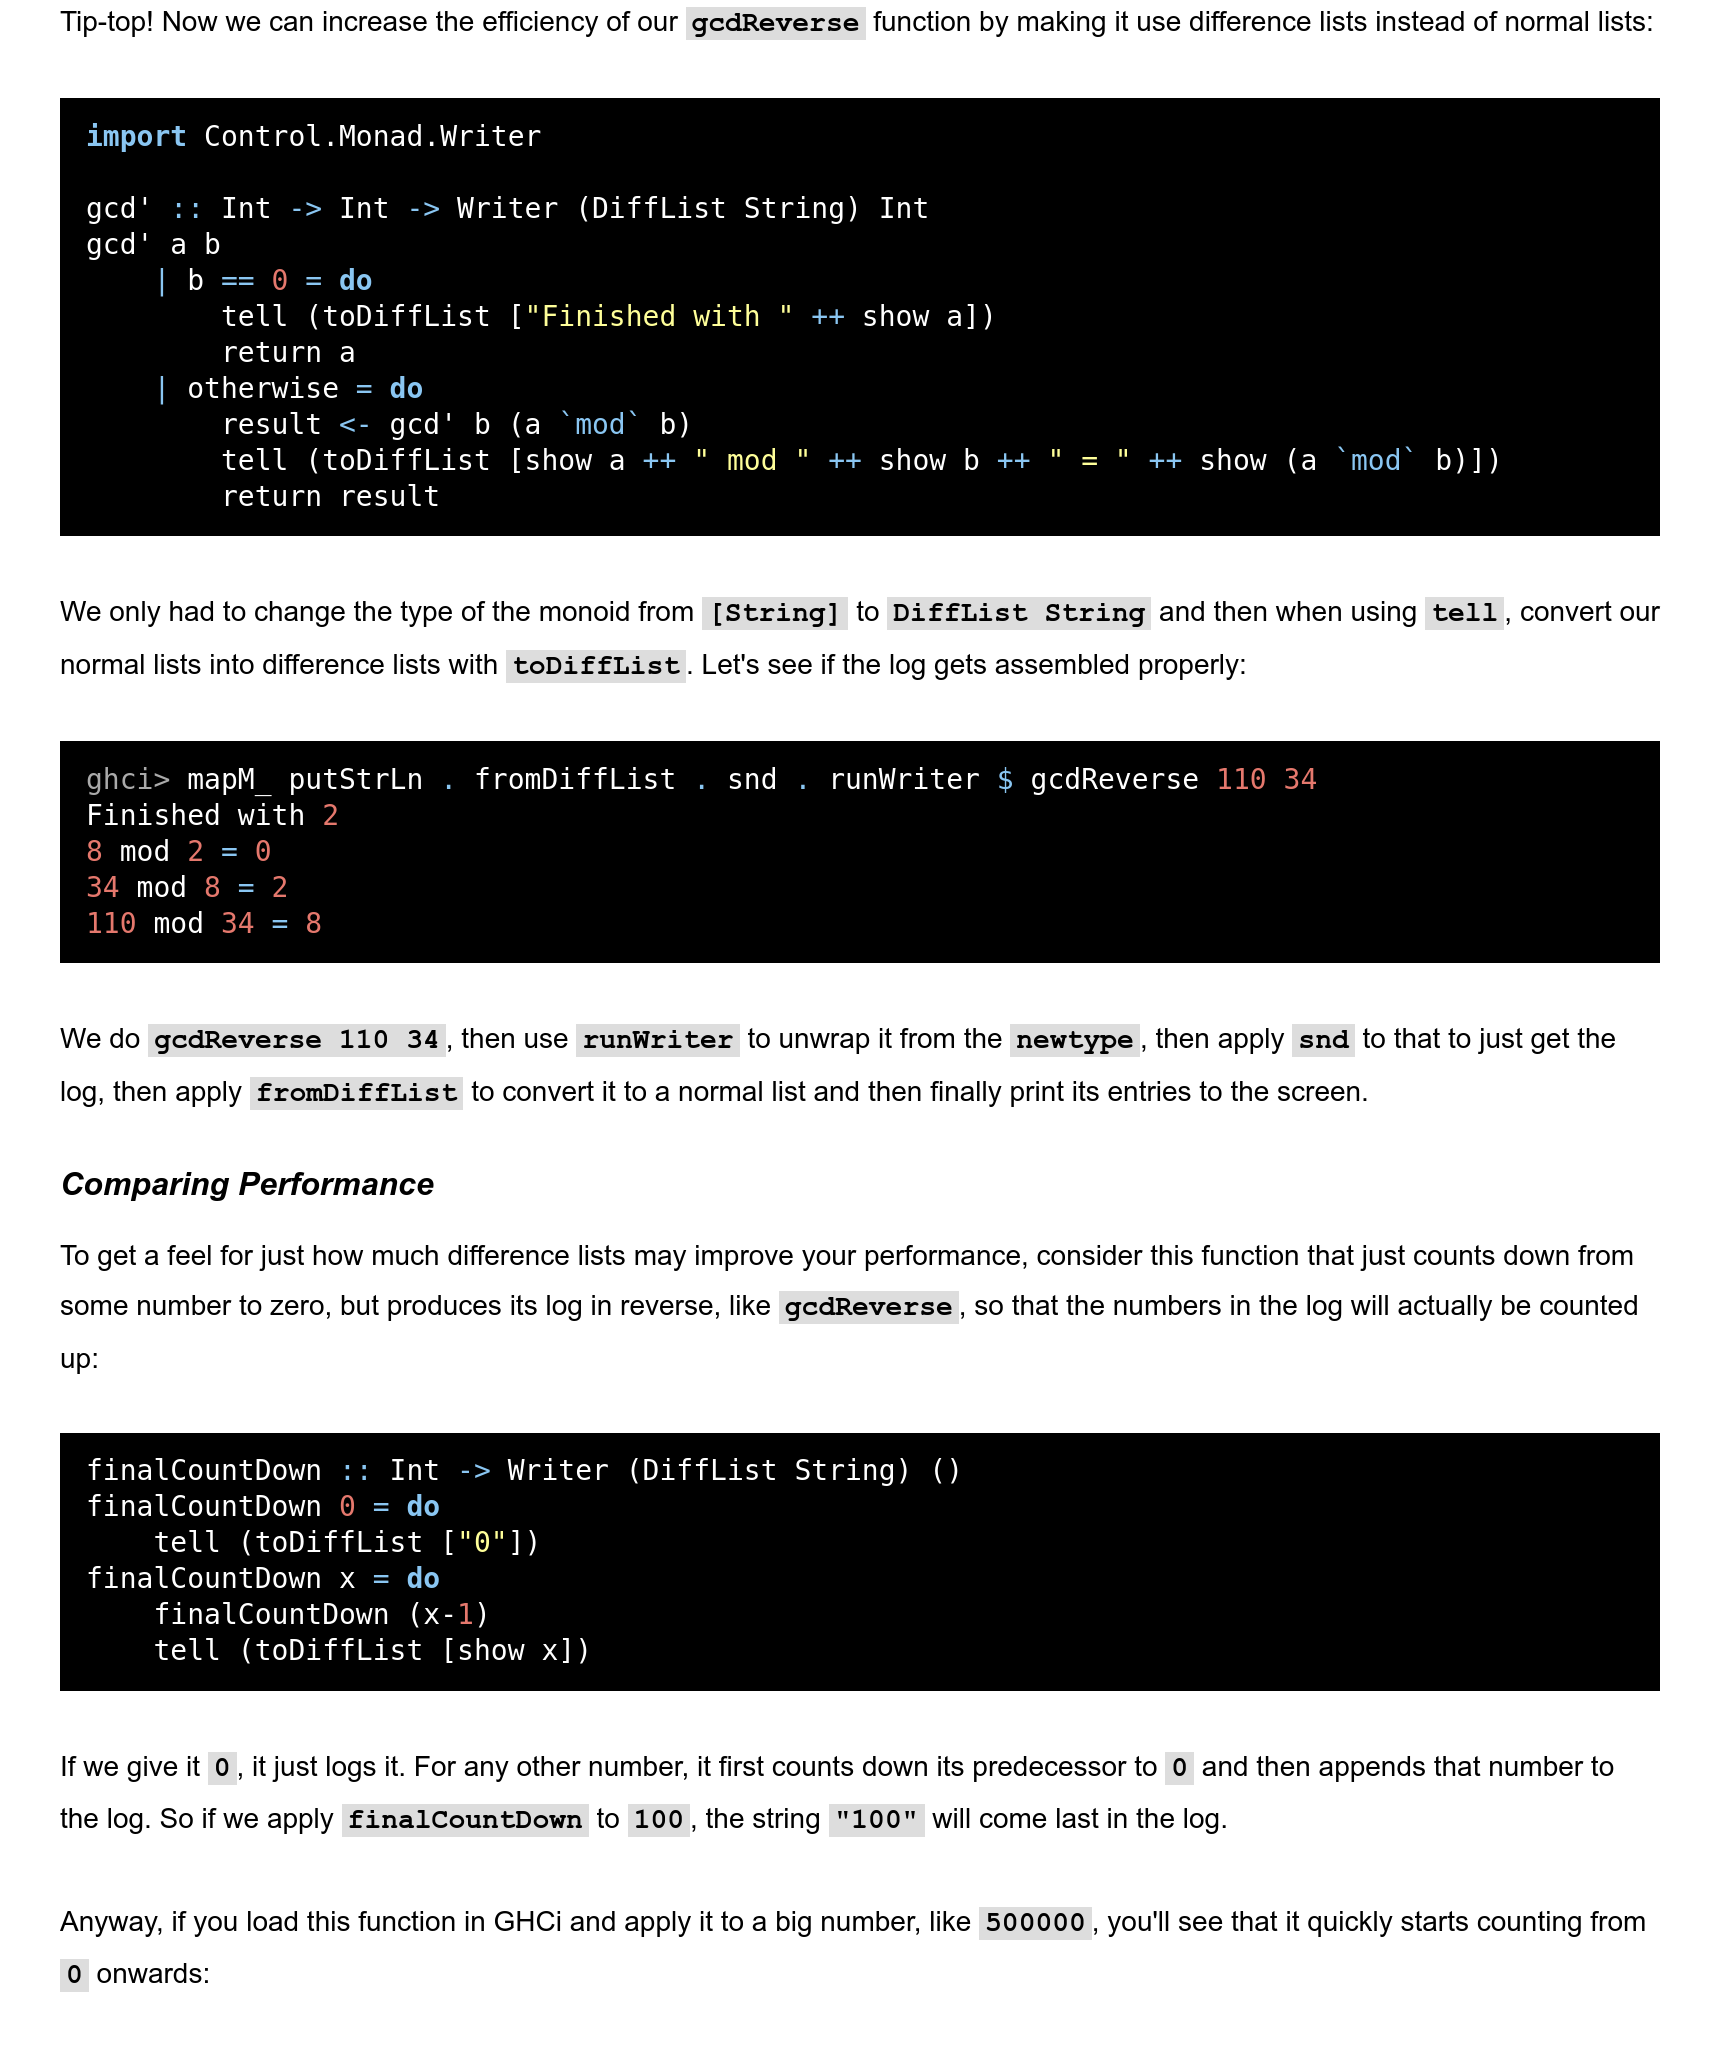 Tip-top! Now we can increase the efficiency of our gcdReverse function by making it use difference lists instead of normal lists:
import Control.Monad.Writer
gcd' :: Int -> Int -> Writer (DiffList String) Int
gcd' a b
    | b == 0 = do
        tell (toDiffList ["Finished with " ++ show a])
        return a
    | otherwise = do
        result <- gcd' b (a `mod` b)
        tell (toDiffList [show a ++ " mod " ++ show b ++ " = " ++ show (a `mod` b)])
        return result
We only had to change the type of the monoid from [String] to DiffList String and then when using tell, convert our
normal lists into difference lists with toDiffList. Let's see if the log gets assembled properly:
ghci> mapM_ putStrLn . fromDiffList . snd . runWriter $ gcdReverse 110 34
Finished with 2
8 mod 2 = 0
34 mod 8 = 2
110 mod 34 = 8
We do gcdReverse 110 34, then use runWriter to unwrap it from the newtype, then apply snd to that to just get the
log, then apply fromDiffList to convert it to a normal list and then finally print its entries to the screen.
Comparing Performance
To get a feel for just how much difference lists may improve your performance, consider this function that just counts down from
some number to zero, but produces its log in reverse, like gcdReverse, so that the numbers in the log will actually be counted
up:
finalCountDown :: Int -> Writer (DiffList String) ()
finalCountDown 0 = do
    tell (toDiffList ["0"])
finalCountDown x = do
    finalCountDown (x-1)
    tell (toDiffList [show x])
If we give it 0, it just logs it. For any other number, it first counts down its predecessor to 0 and then appends that number to
the log. So if we apply finalCountDown to 100, the string "100" will come last in the log.
Anyway, if you load this function in GHCi and apply it to a big number, like 500000, you'll see that it quickly starts counting from
0 onwards: